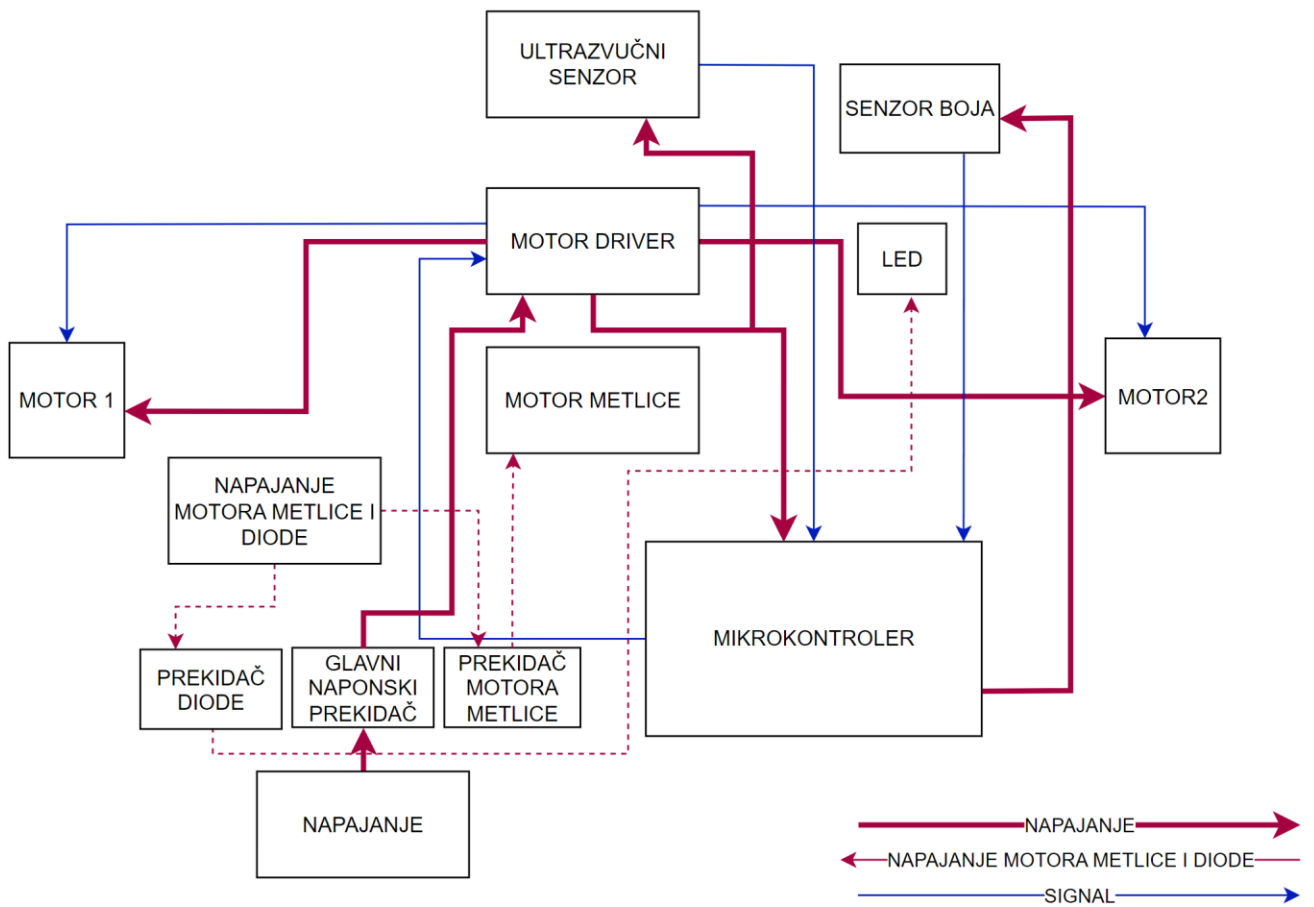 ULTRAZVUČNI
SENZOR
SENZOR BOJA
MOTOR DRIVER
LED
MOTOR 1
MOTOR METLICE
MOTOR2
NAPAJANJE
MOTORA METLICE I
DIODE
MIKROKONTROLER
PREKIDAČ
DIODE
GLAVNI
NAPONSKI
PREKIDAČ
PREKIDAČ
MOTORA
METLICE
NAPAJANJE
NAPAJANJE
NAPAJANJE MOTORA METLICE I DIODE
SIGNAL